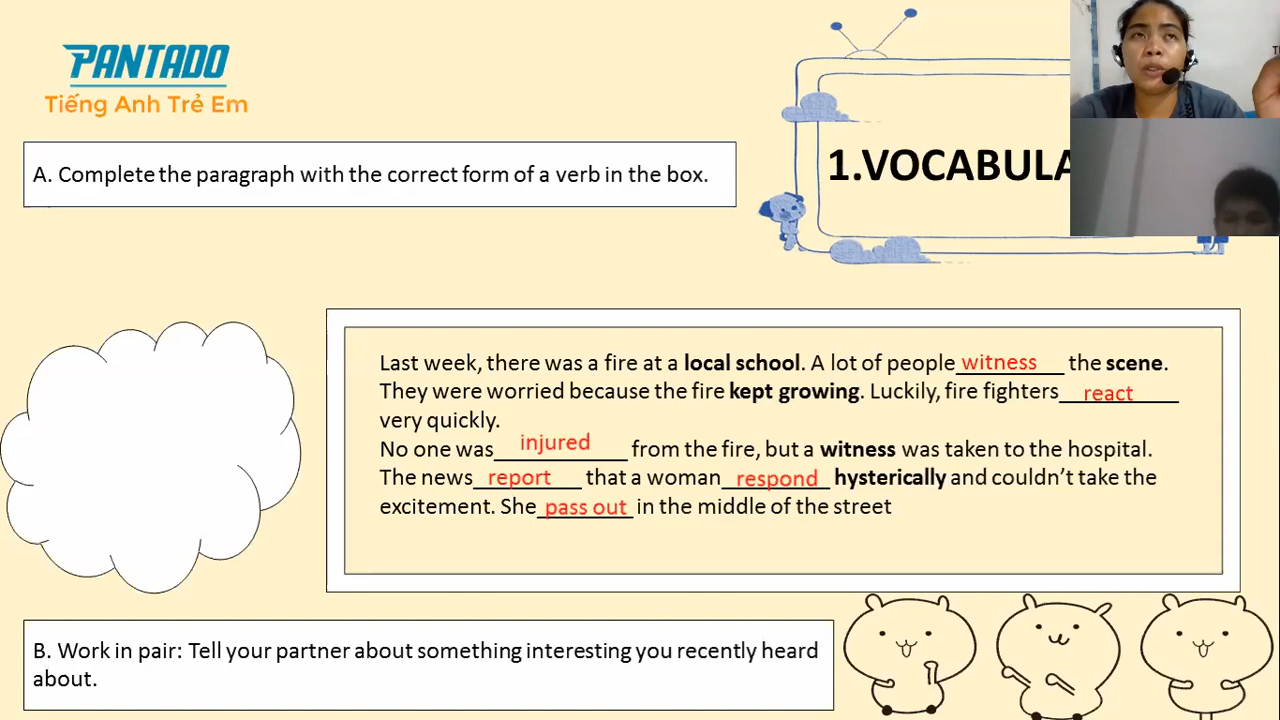 PANTADO
Tiếng Anh Trẻ Em
A. Complete the paragraph with the correct form of a verb in the box.
1.VOCABULA
Last week, there was a fire at a local school. A lot of people witness the scene.
They were worried because the fire kept growing. Luckily, fire fighters react
very quickly.
No one was injured from the fire, but a witness was taken to the hospital.
The news report that a woman respond hysterically and couldn't take the
excitement. She pass out in the middle of the street
B. Work in pair: Tell your partner about something interesting you recently heard
about.